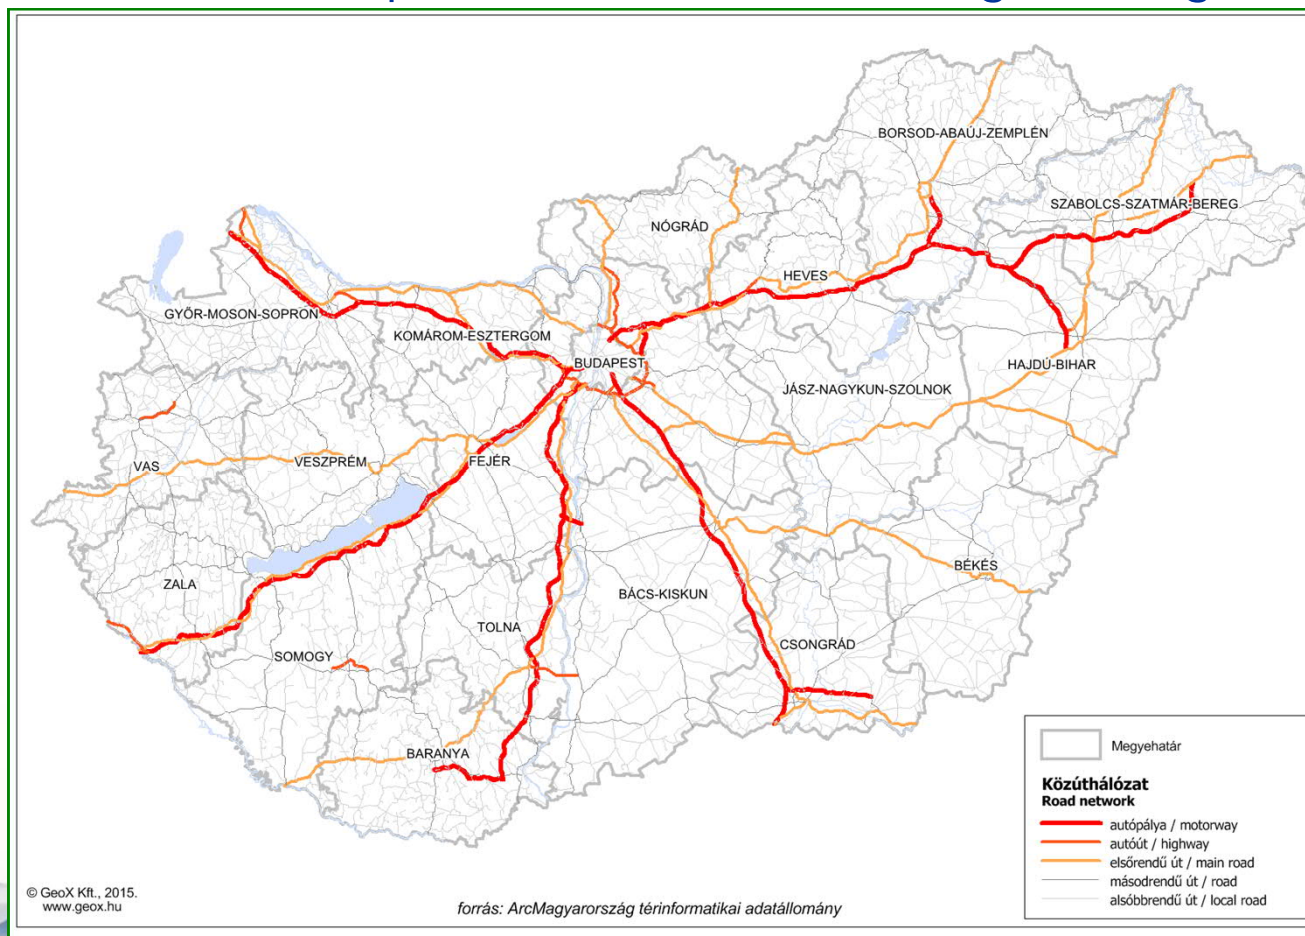 BORSOD-ABAÚJ-ZEMPLÉN
SZABOLCS-SZATMÁR-BEREG
NÓGRÁD
HEVES
GYŐR-MOSON-SOPRON
KOMÁROM-ESZTERGOM
BUDAPEST
HAJDÚ-BIHAR
JÁSZ-NAGYKUN-SZOLNOK
VAS
VESZPRÉM
FEJÉR
ZALA
BÁCS-KISKUN
BÉKÉS
TOLNA
SOMOGY
CSONGRÁD
BARANYA
Megyehatár
Közúthálózat
Road network
autópálya / motorway
autóút / highway
elsőrendű út / main road
másodrendű út / road
alsóbbrendű út / local road
© GeoX Kft., 2015.
www.geox.hu
forrás: ArcMagyarország térinformatikai adatállomány